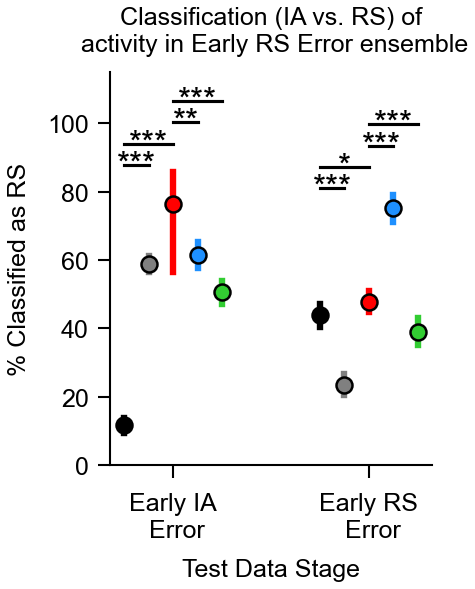 Classification (IA vs. RS) of
activity in Early RS Error ensemble
% Classified as RS
100
80
60
40
20
0
***
**
***
***
***
***
*
***
Early IA
Error
Early RS
Error
Test Data Stage